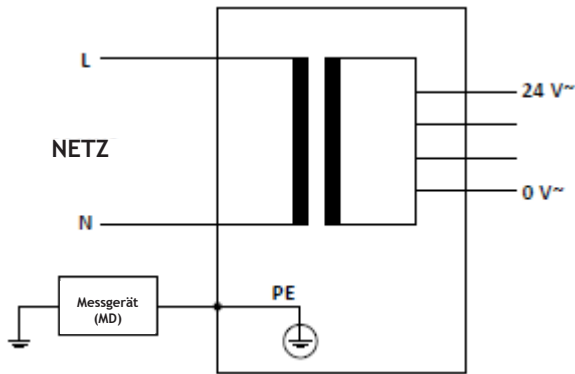 L
24 V~
NETZ
0 V~
N
PE
Messgerät
(MD)